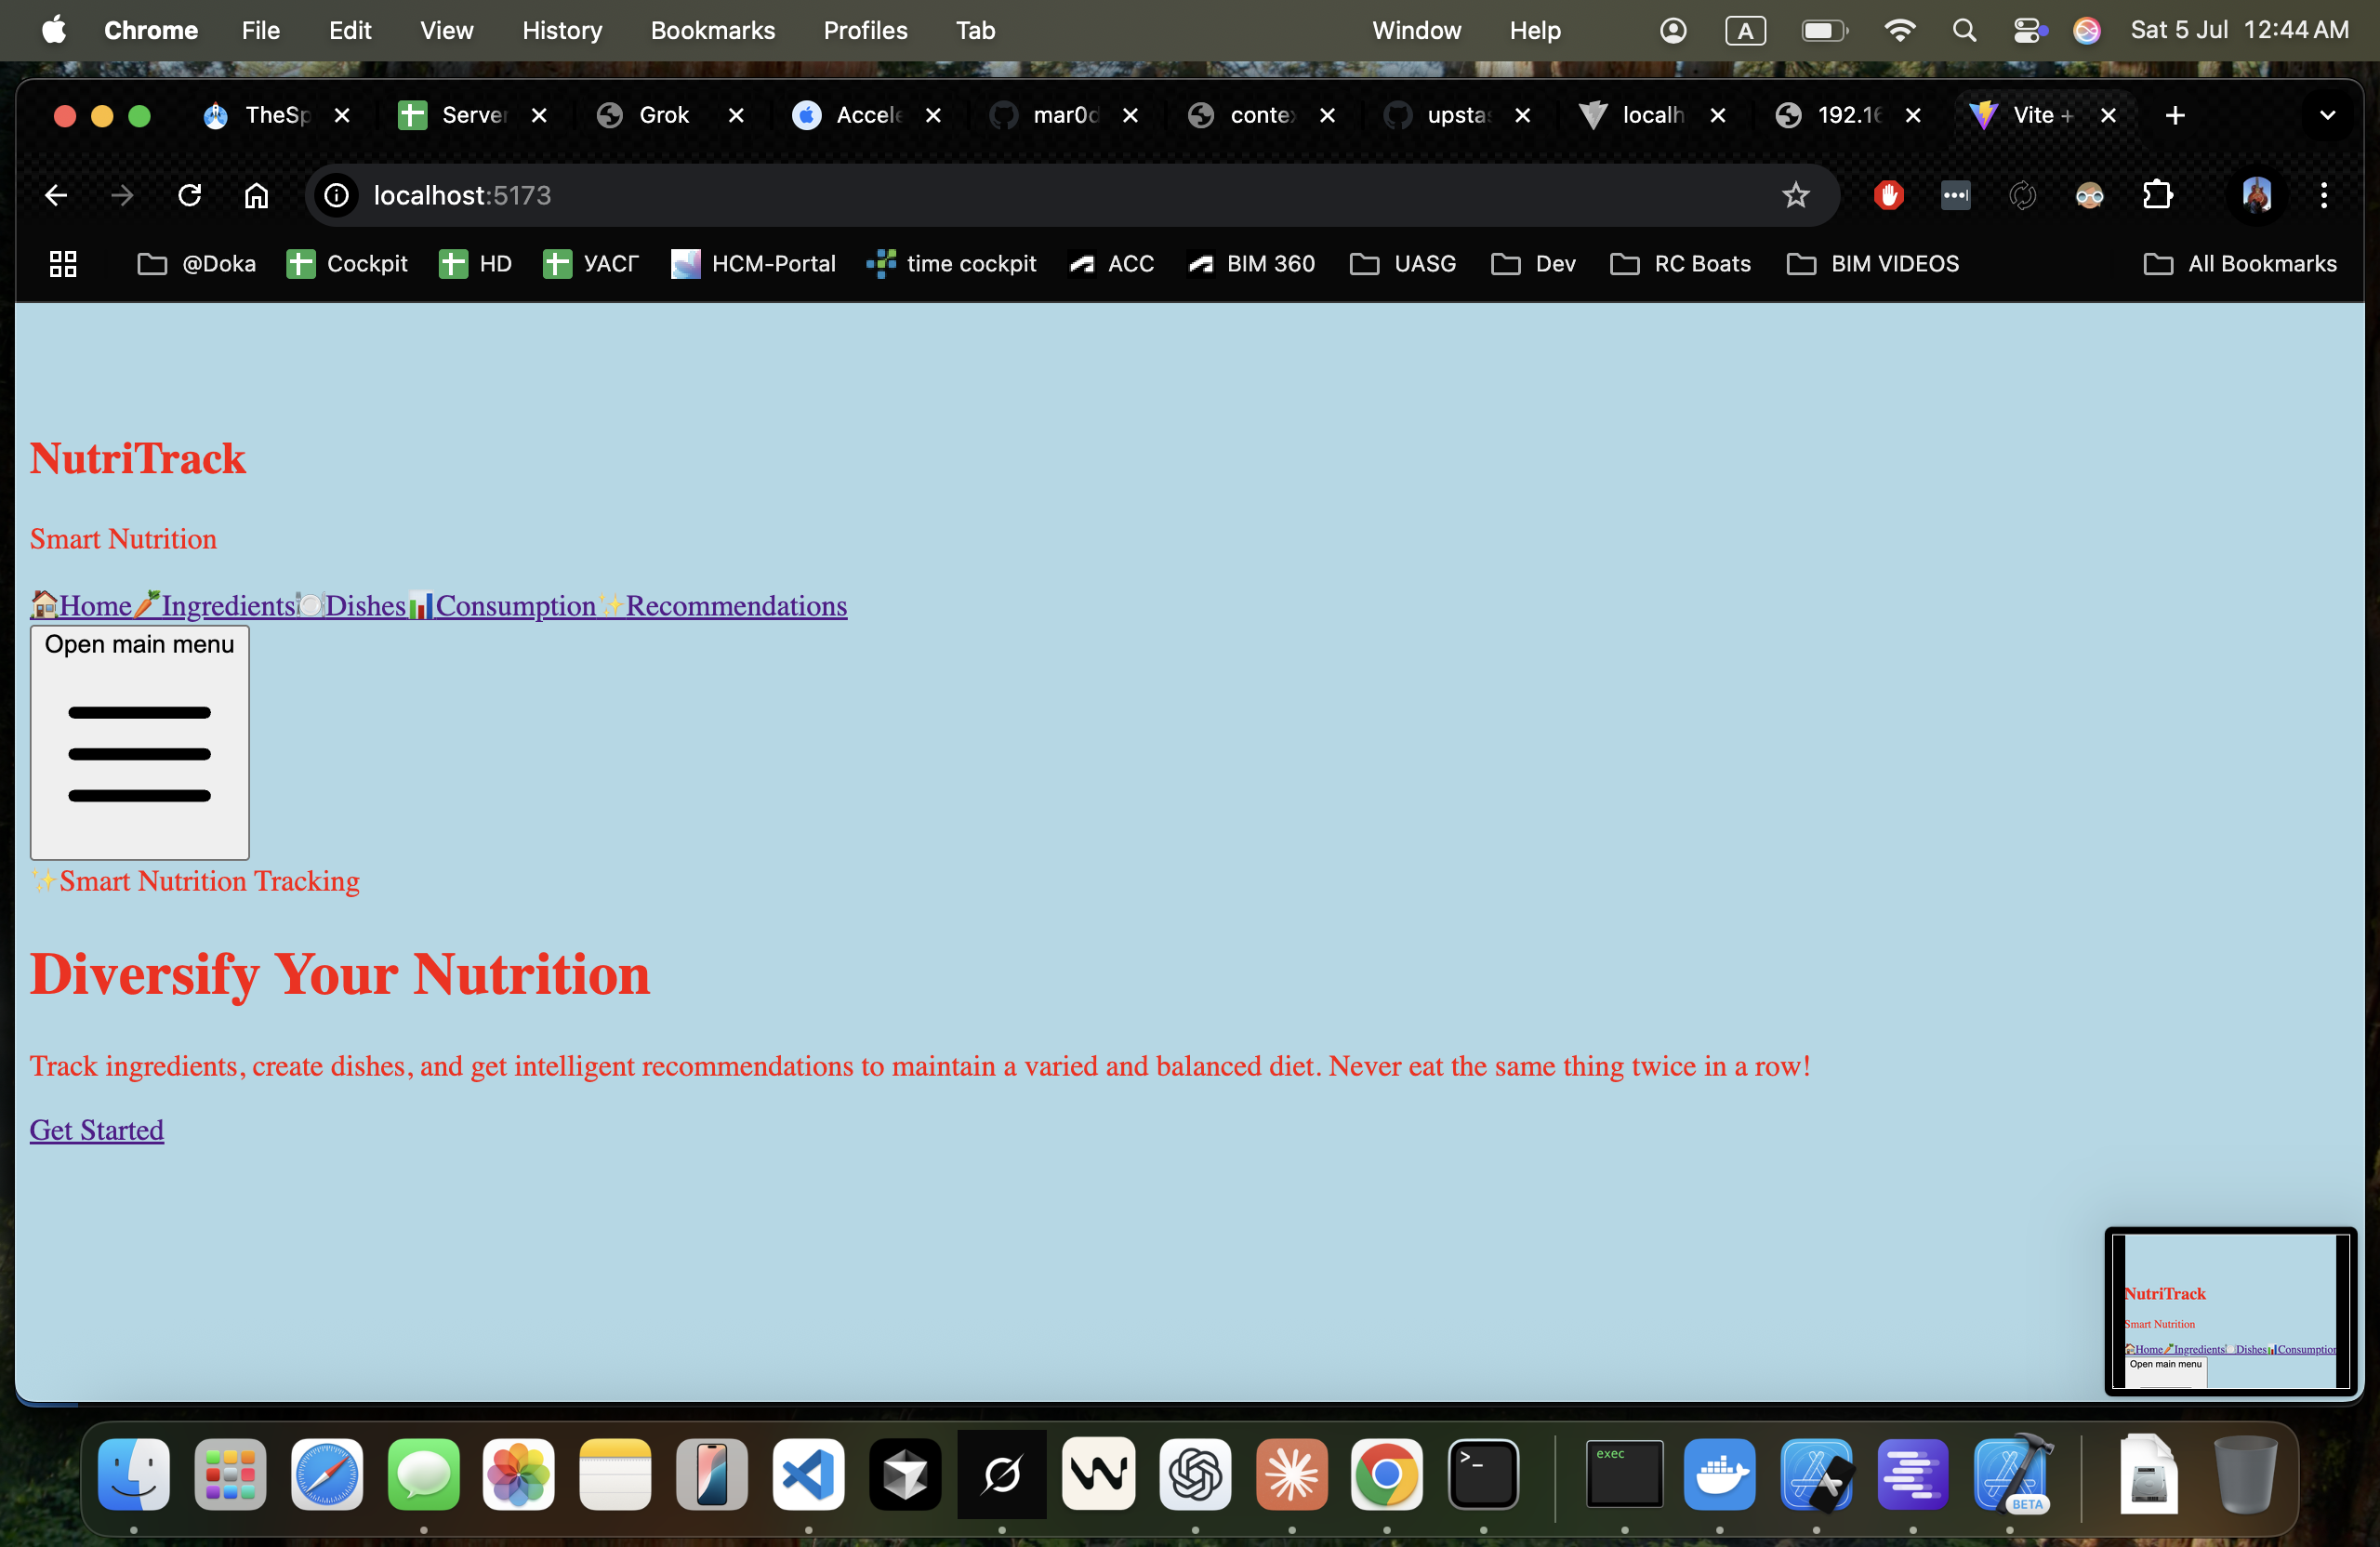 Chrome File Edit View History Bookmarks Profiles Tab Window Help A Sat 5 Jul 12:44 AM
TheSp Server Grok Accele mar0d contex upstas localh 192.16 Vite +
localhost:5173
@Doka Cockpit HD УАСГ HCM-Portal time cockpit ACC BIM 360 UASG Dev RC Boats BIM VIDEOS All Bookmarks
NutriTrack
Smart Nutrition
🏠Home🥕Ingredients🍽️Dishes📊Consumption✨Recommendations
Open main menu
✨Smart Nutrition Tracking
Diversify Your Nutrition
Track ingredients, create dishes, and get intelligent recommendations to maintain a varied and balanced diet. Never eat the same thing twice in a row!
Get Started
NutriTrack
Smart Nutrition
🏠Home🥕Ingredients🍽️Dishes📊Consumption
Open main menu
exec
BETA